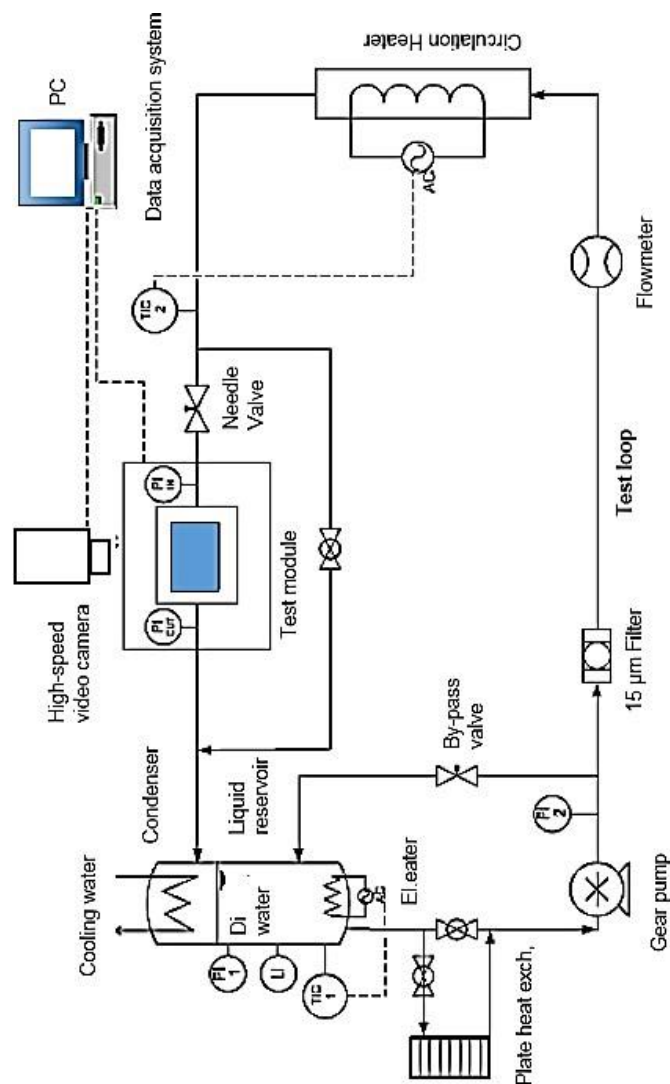 PC
Data acquisition system
High-speed
video camera
Circulation Heater
AC
TIC
2
Needle
Valve
PI
IN
PI
OUT
Test module
Flowmeter
Test loop
15 µm Filter
By-pass
valve
Condenser
Liquid
reservoir
Cooling water
Di
water
PI
1
LI
TIC
1
AC
El.eater
PI
2
Gear pump
Plate heat exch,